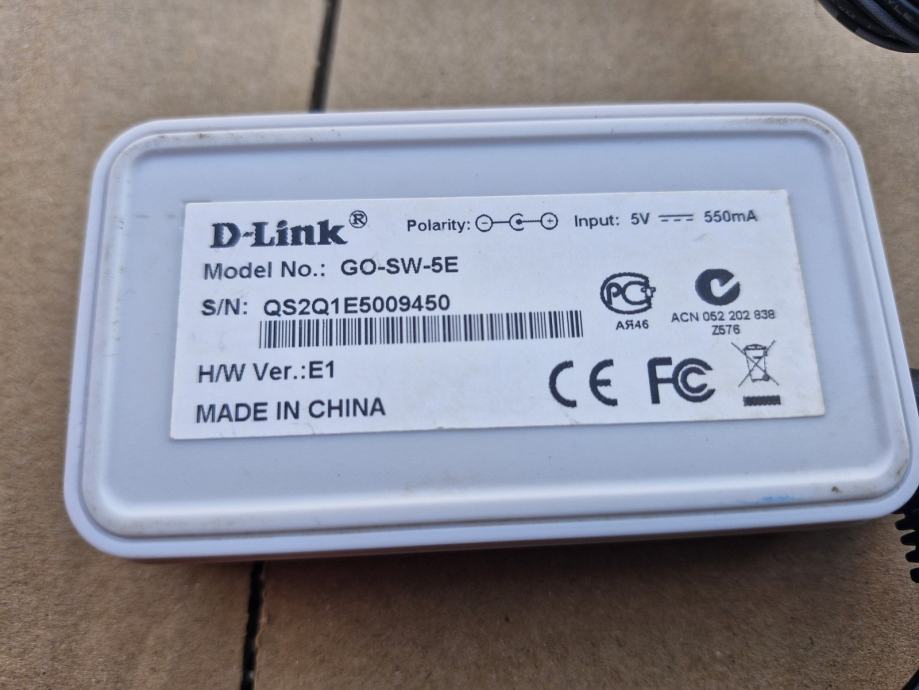 D-Link®
Polarity:
Input: 5V 550mA
Model No.: GO-SW-5E
S/N: QS2Q1E5009450
PC
АЯ46
ACN 052 202 838
Z576
H/W Ver.:E1
CE FC
MADE IN CHINA